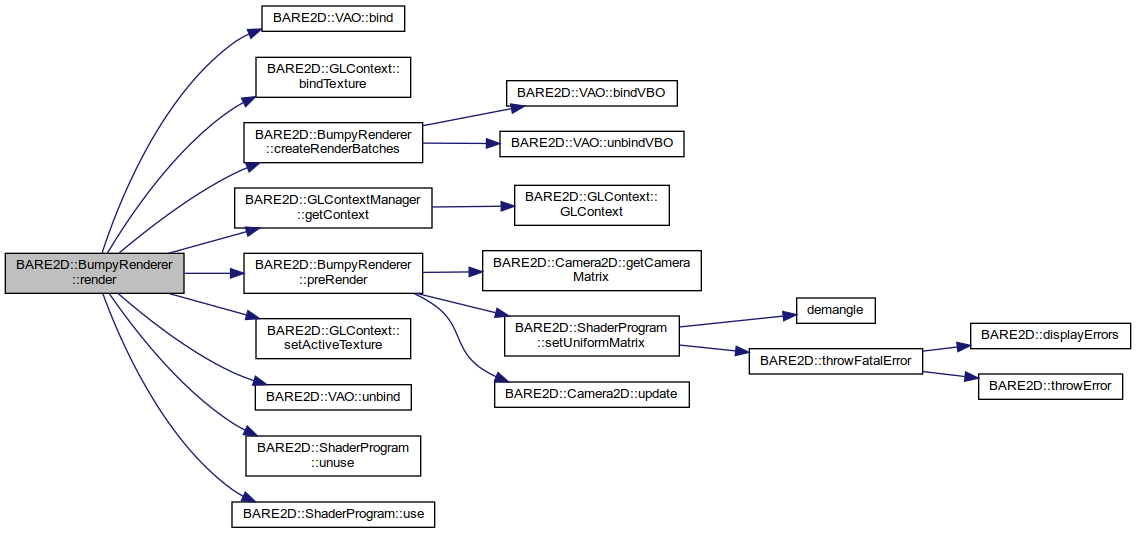 BARE2D::BumpyRenderer
::render
BARE2D::VAO::bind
BARE2D::GLContext::
bindTexture
BARE2D::BumpyRenderer
::createRenderBatches
BARE2D::GLContextManager
::getContext
BARE2D::BumpyRenderer
::preRender
BARE2D::GLContext::
setActiveTexture
BARE2D::VAO::unbind
BARE2D::ShaderProgram
::unuse
BARE2D::ShaderProgram::use
BARE2D::VAO::bindVBO
BARE2D::VAO::unbindVBO
BARE2D::GLContext::
GLContext
BARE2D::Camera2D::getCamera
Matrix
BARE2D::ShaderProgram
::setUniformMatrix
BARE2D::Camera2D::update
demangle
BARE2D::throwFatalError
BARE2D::displayErrors
BARE2D::throwError